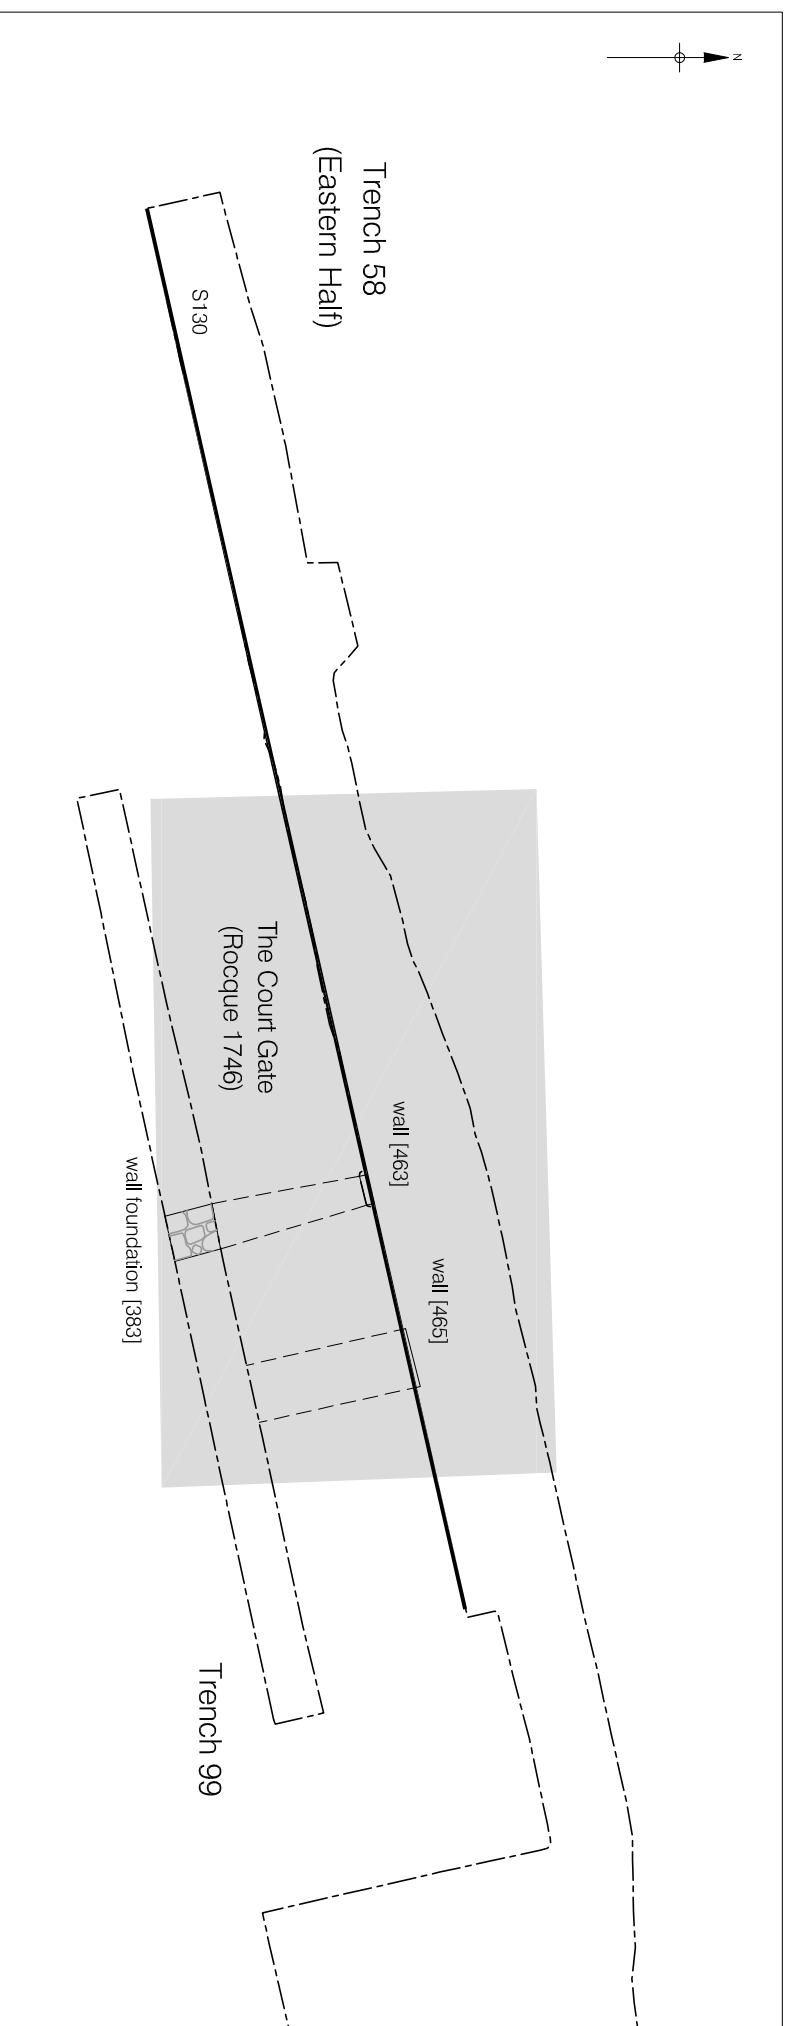 N
Trench 58
(Eastern Half)
S130
The Court Gate
(Rocque 1746)
wall [463]
wall [465]
wall foundation [383]
Trench 99